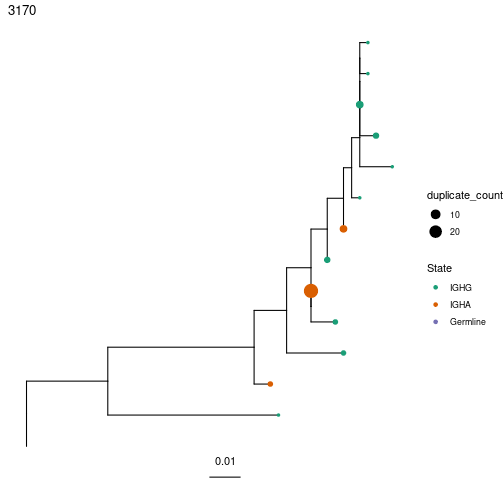 3170
duplicate_count
10
20
State
IGHG
IGHA
Germline
0.01